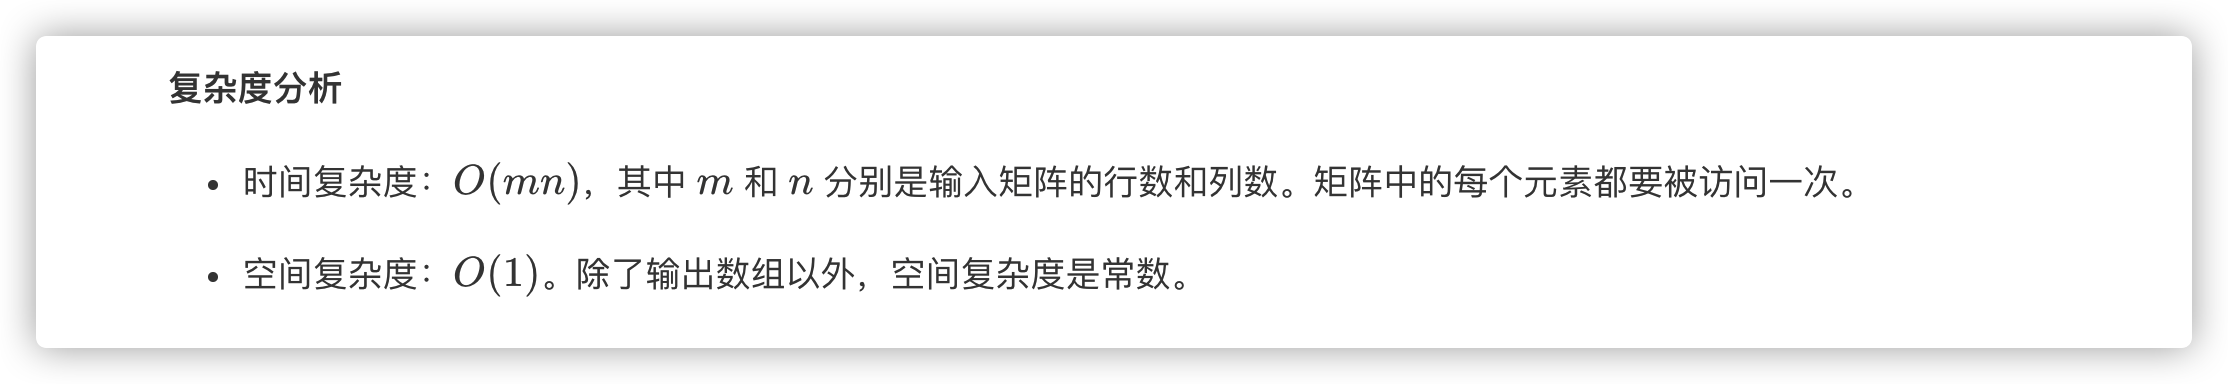 复杂度分析
• 时间复杂度：O(mn)，其中 m 和 n 分别是输入矩阵的行数和列数。矩阵中的每个元素都要被访问一次。
• 空间复杂度：O(1)。除了输出数组以外，空间复杂度是常数。